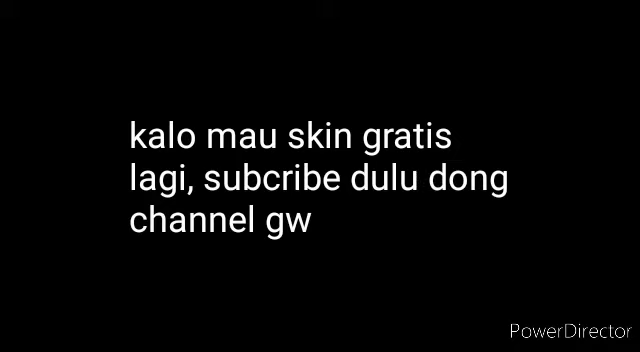 kalo mau skin gratis
lagi, subcribe dulu dong
channel gw
PowerDirector